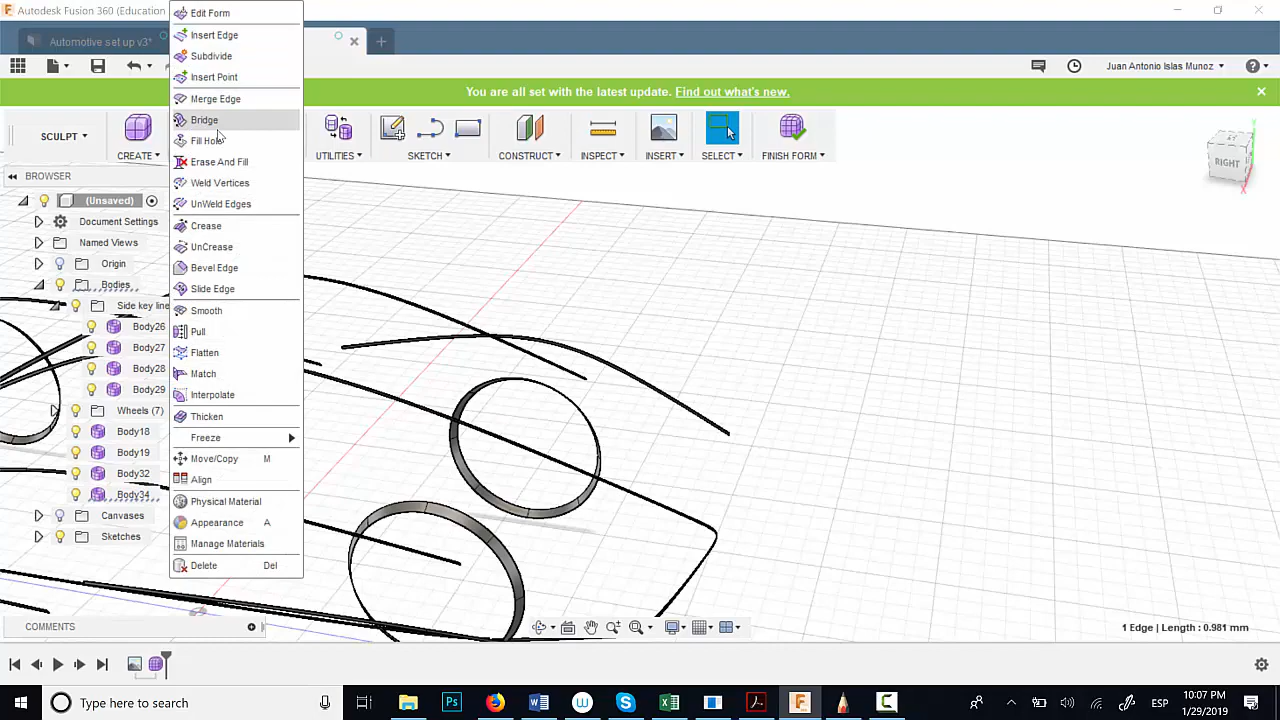 Autodesk Fusion 360 (Education
Automotive set up v3*
Juan Antonio Islas Munoz
You are all set with the latest update. Find out what's new.
SCULPT
CREATE
UTILITIES
SKETCH
CONSTRUCT
INSPECT
INSERT
SELECT
FINISH FORM
Edit Form
Insert Edge
Subdivide
Insert Point
Merge Edge
Bridge
Fill Hole
Erase And Fill
Weld Vertices
UnWeld Edges
Crease
UnCrease
Bevel Edge
Slide Edge
Smooth
Pull
Flatten
Match
Interpolate
Thicken
Freeze
Move/Copy M
Align
Physical Material
Appearance A
Manage Materials
Delete Del
RIGHT
BROWSER
(Unsaved)
Document Settings
Named Views
Origin
Bodies
Side key line
Body26
Body27
Body28
Body29
Wheels (7)
Body18
Body19
Body32
Body34
Canvases
Sketches
COMMENTS
1 Edge | Length : 0.981 mm
Type here to search
ESP
10:07 PM
1/29/2019